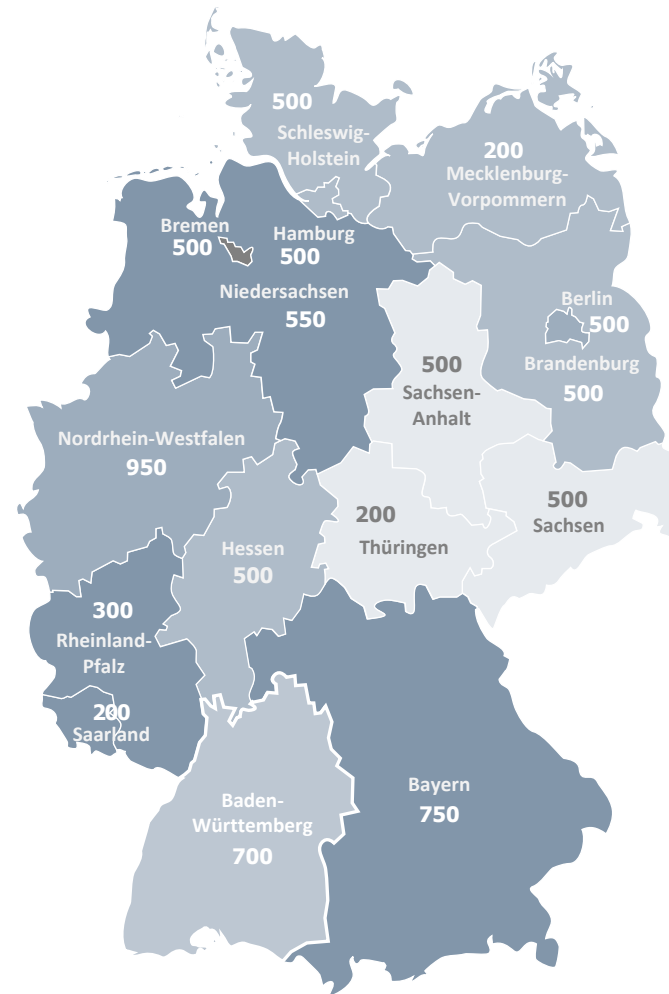 500
Schleswig-
Holstein
200
Mecklenburg-
Vorpommern
Bremen
500
Hamburg
500
Niedersachsen
550
Berlin
500
Brandenburg
500
500
Sachsen-
Anhalt
Nordrhein-Westfalen
950
500
Sachsen
200
Thüringen
Hessen
500
300
Rheinland-
Pfalz
200
Saarland
Bayern
750
Baden-
Württemberg
700